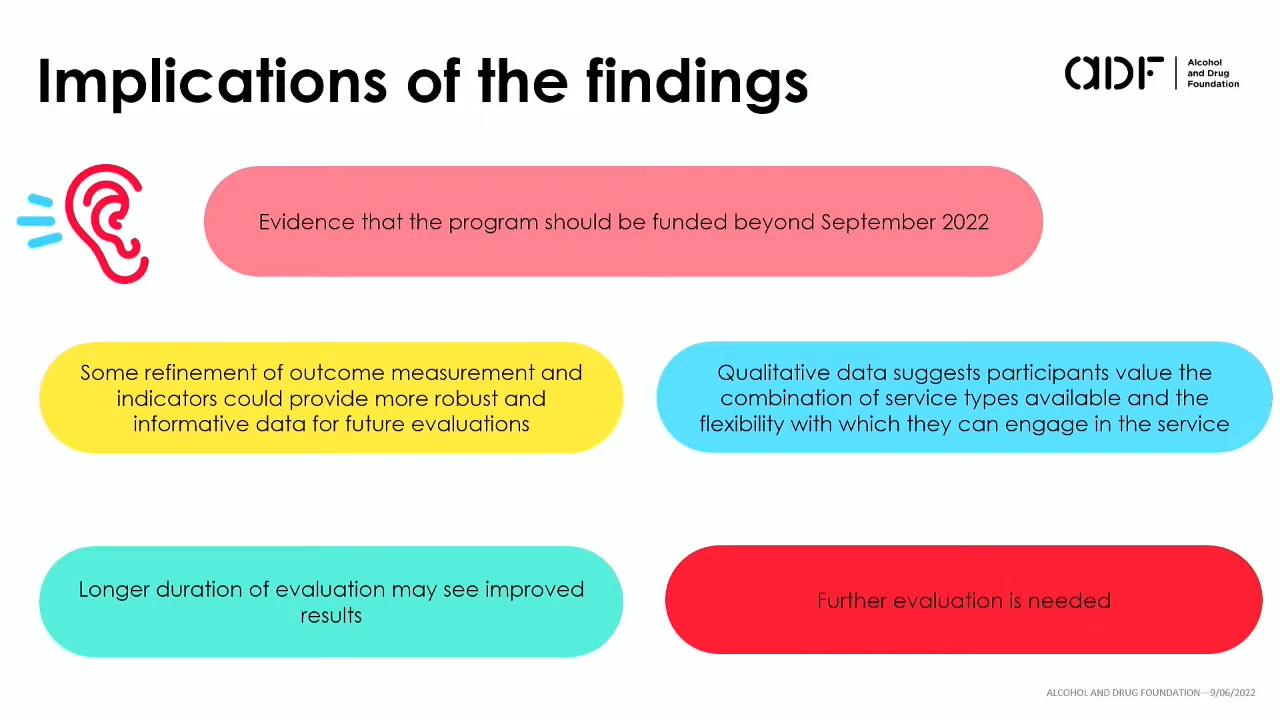 Implications of the findings
ADF
Alcohol
and Drug
Foundation
Evidence that the program should be funded beyond September 2022
Some refinement of outcome measurement and
indicators could provide more robust and
informative data for future evaluations
Qualitative data suggests participants value the
combination of service types available and the
flexibility with which they can engage in the service
Longer duration of evaluation may see improved
results
Further evaluation is needed
ALCOHOL AND DRUG FOUNDATION—9/06/2022